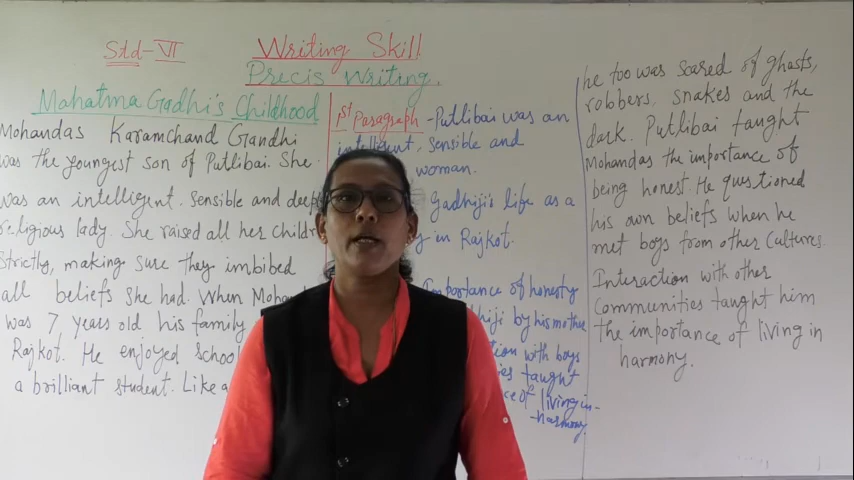 Std-VI
Writing Skill
Precis Writing.
Mahatma Gadhi's Childhood
Mohandas Karamchand Gandhi
was the youngest son of Putlibai. She
was an intelligent. sensible and
religious lady. She raised all her
Strictly, making sure they imbibed
all beliefs she had. When
was 7 years old his family
Rajkot. He enjoyed
a brilliant student. Like
1st Paragraph - Putlibai was an
intelligent, sensible and
woman.
Gadhiji's life as a
in Rajkot.
Importance of honesty
by his mother
with boys
taught
of living in-
-harmony
he too was scared of ghosts,
robbers, snakes and the
dark. Putlibai taught
Mohandas the importance of
being honest. He questioned
his own beliefs when he
met boys from other Cultures.
Interaction with other
Communities taught him
the importance of living in
harmony.